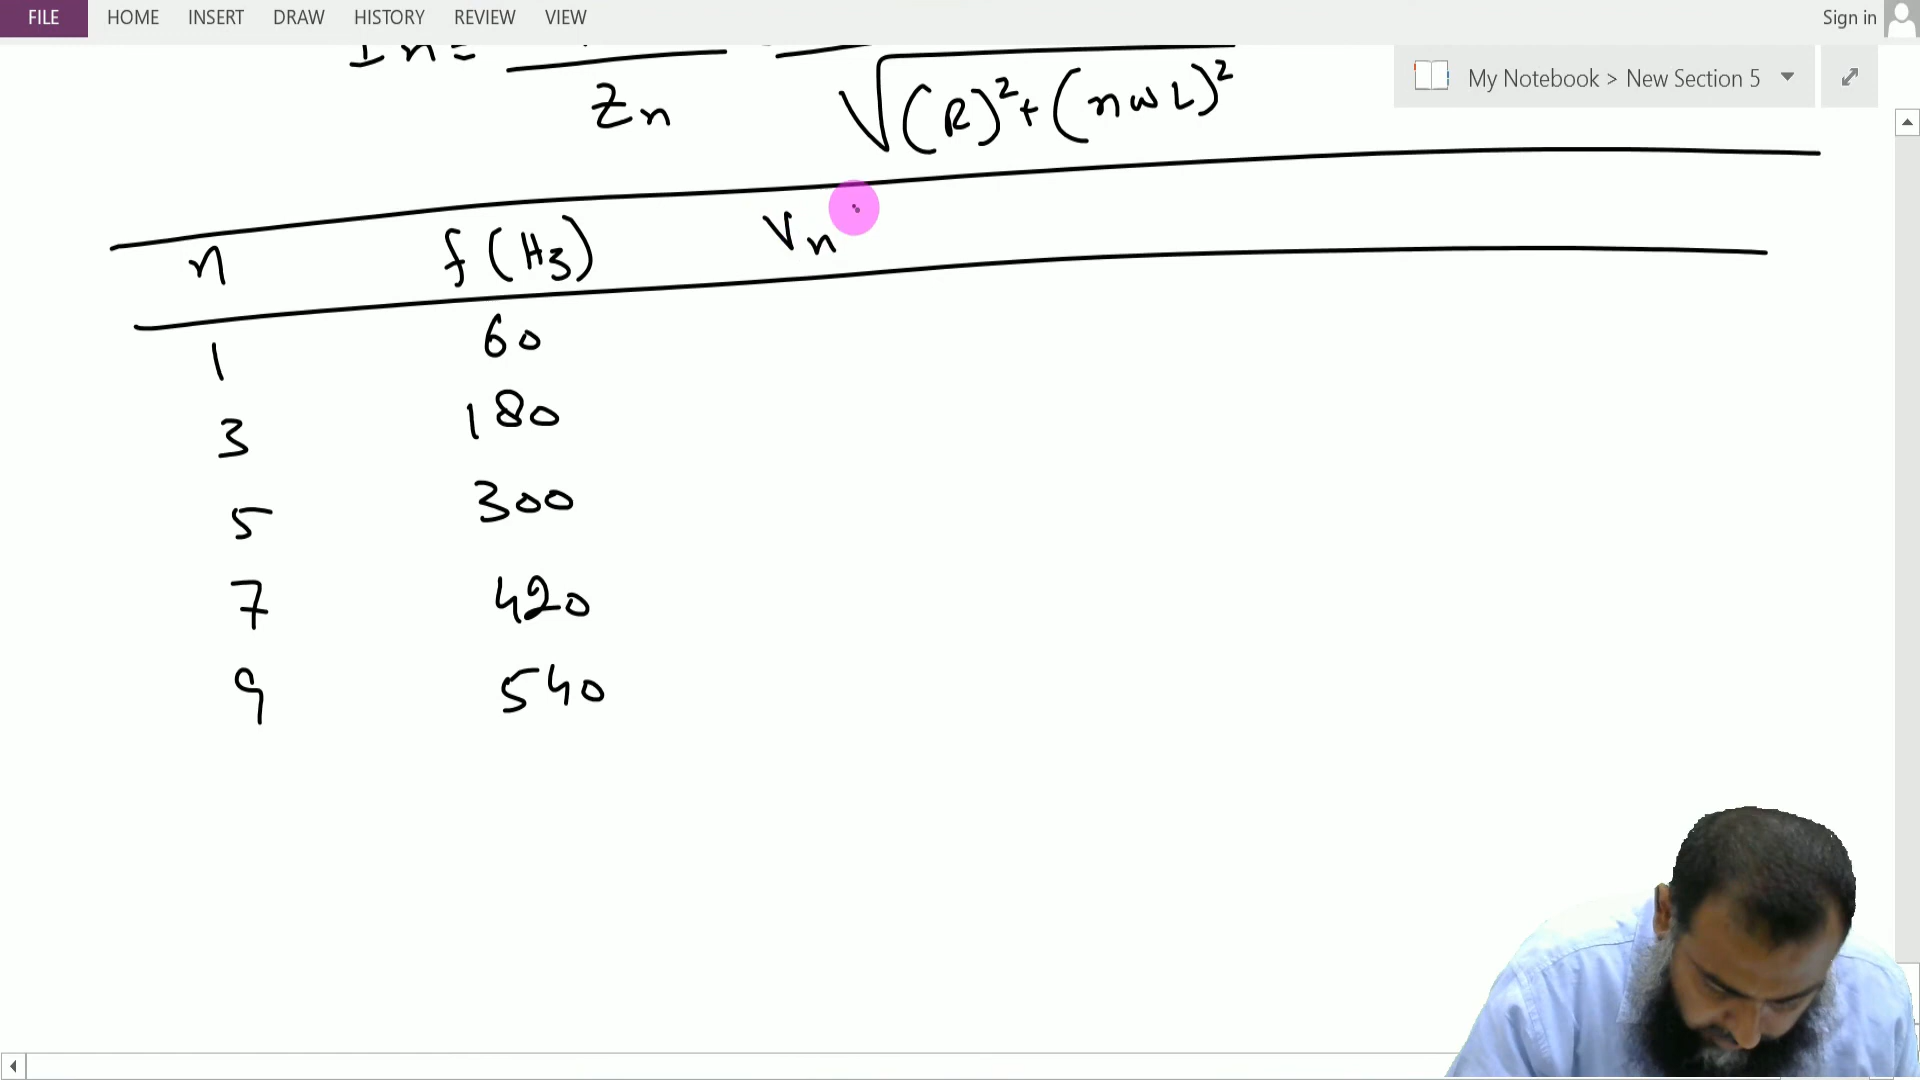 FILE HOME INSERT DRAW HISTORY REVIEW VIEW Sign in
My Notebook > New Section 5
In =
Zn √(R)²+(nωL)²
n f(Hz) Vn
1 60
3 180
5 300
7 420
9 540